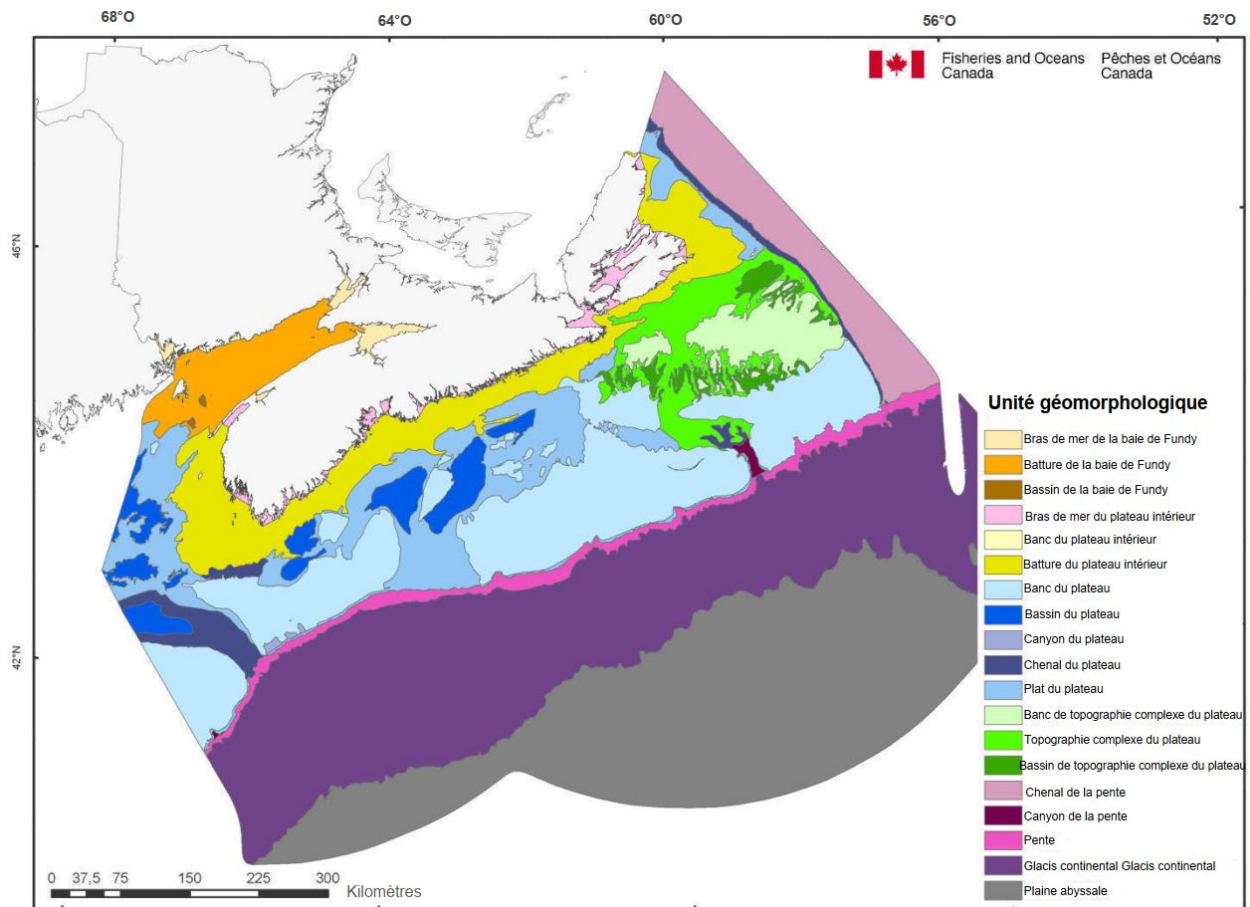 68°O 64°O 60°O 56°O 52°O
Fisheries and Oceans Pêches et Océans
Canada Canada
46°N
42°N
Unité géomorphologique
Bras de mer de la baie de Fundy
Batture de la baie de Fundy
Bassin de la baie de Fundy
Bras de mer du plateau intérieur
Banc du plateau intérieur
Batture du plateau intérieur
Banc du plateau
Bassin du plateau
Canyon du plateau
Chenal du plateau
Plat du plateau
Banc de topographie complexe du plateau
Topographie complexe du plateau
Bassin de topographie complexe du plateau
Chenal de la pente
Canyon de la pente
Pente
Glacis continental Glacis continental
Plaine abyssale
0 37,5 75 150 225 300
Kilomètres